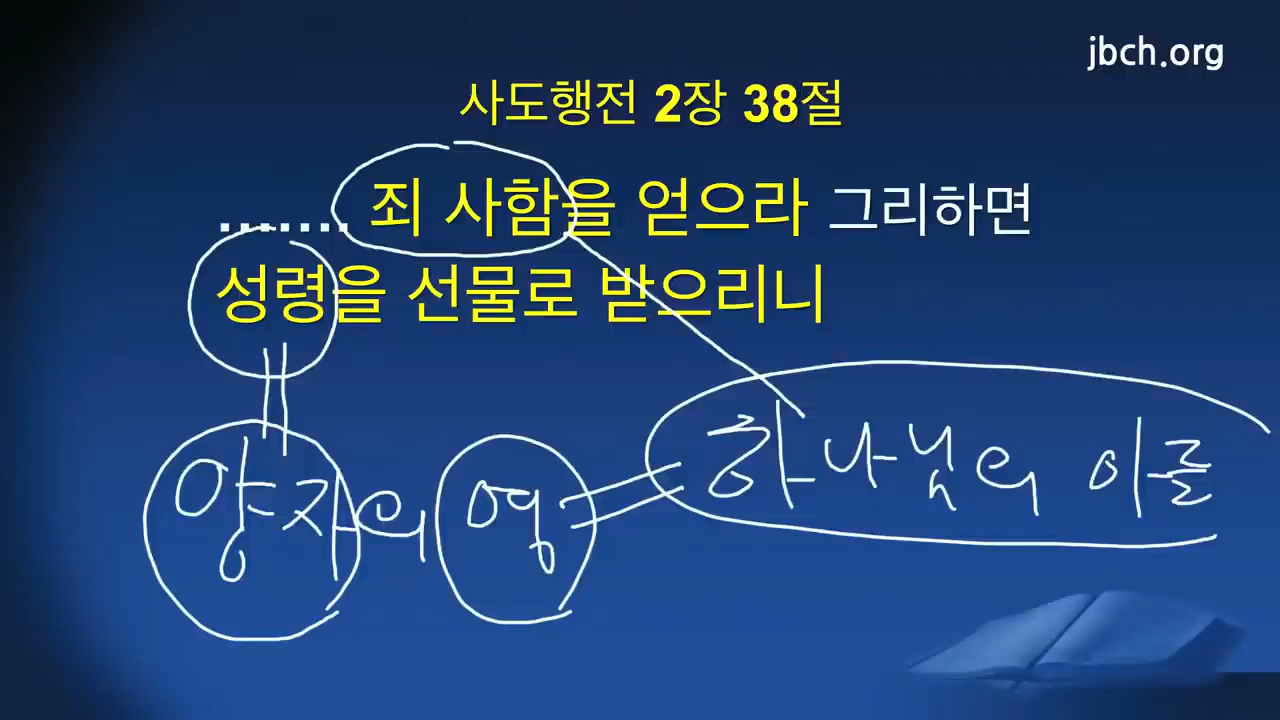 jbch.org
사도행전 2장 38절
....... 죄 사함을 얻으라 그리하면
성령을 선물로 받으리니
양자의 영 = 하나님의 아들